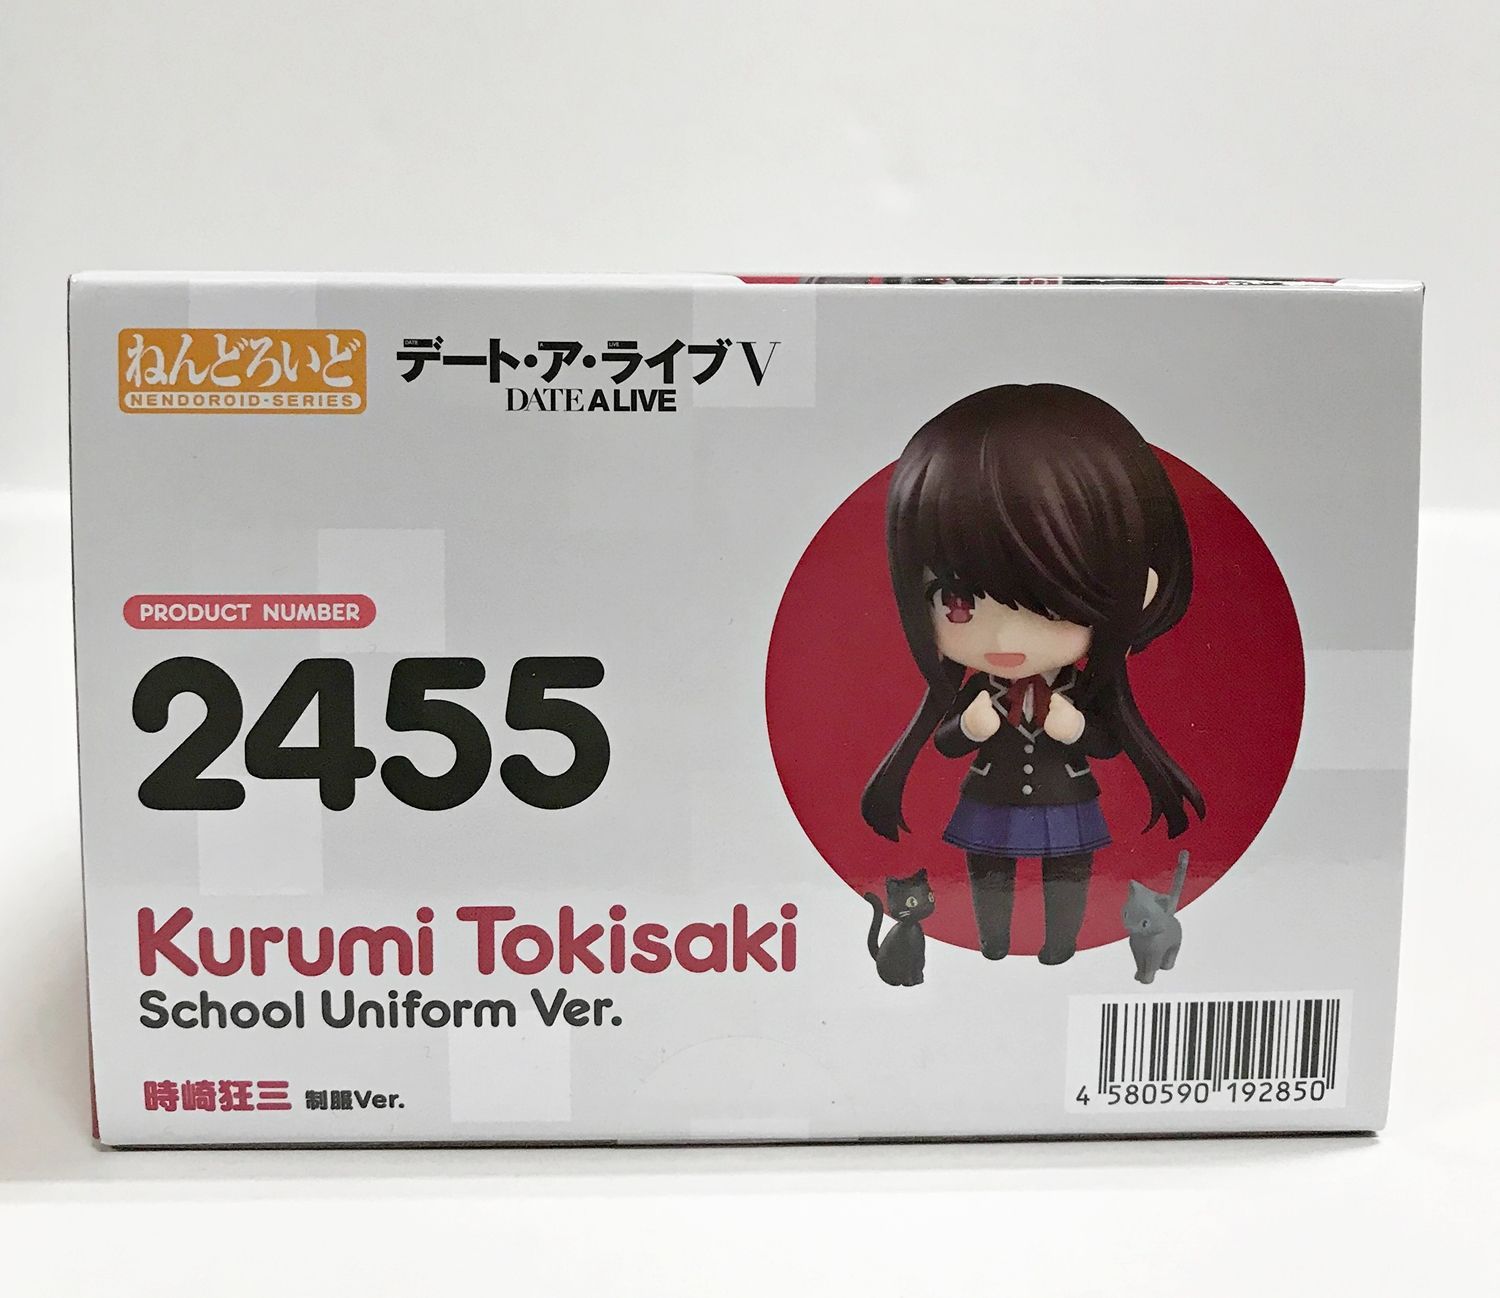 ねんどろいど
NENDOROID-SERIES
デート・ア・ライブV
DATE A LIVE
PRODUCT NUMBER
2455
Kurumi Tokisaki
School Uniform Ver.
時崎狂三 制服Ver.
4 580590 192850